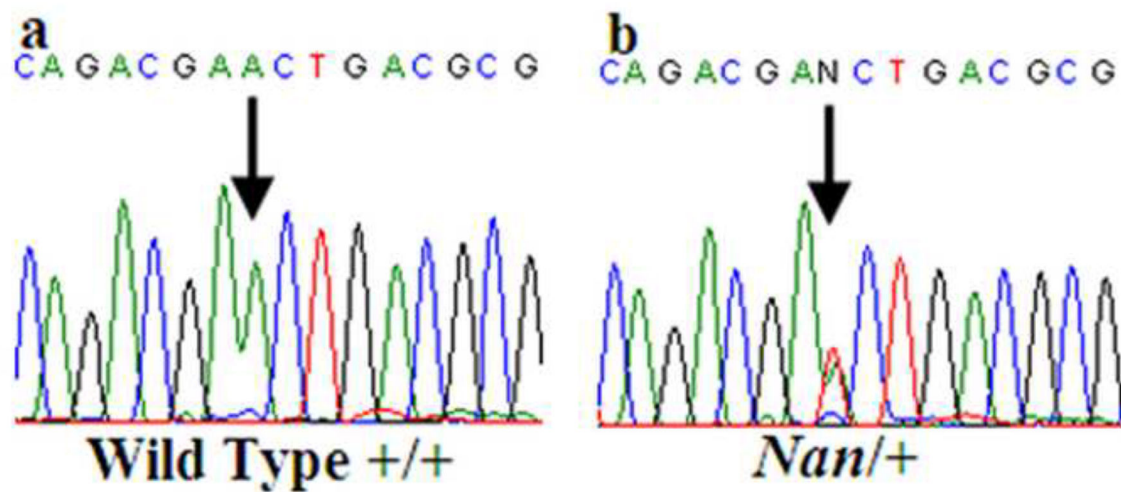 a
CAGACGAACTGACGCG
Wild Type +/+
b
CAGACGANCTGACGCG
Nan/+